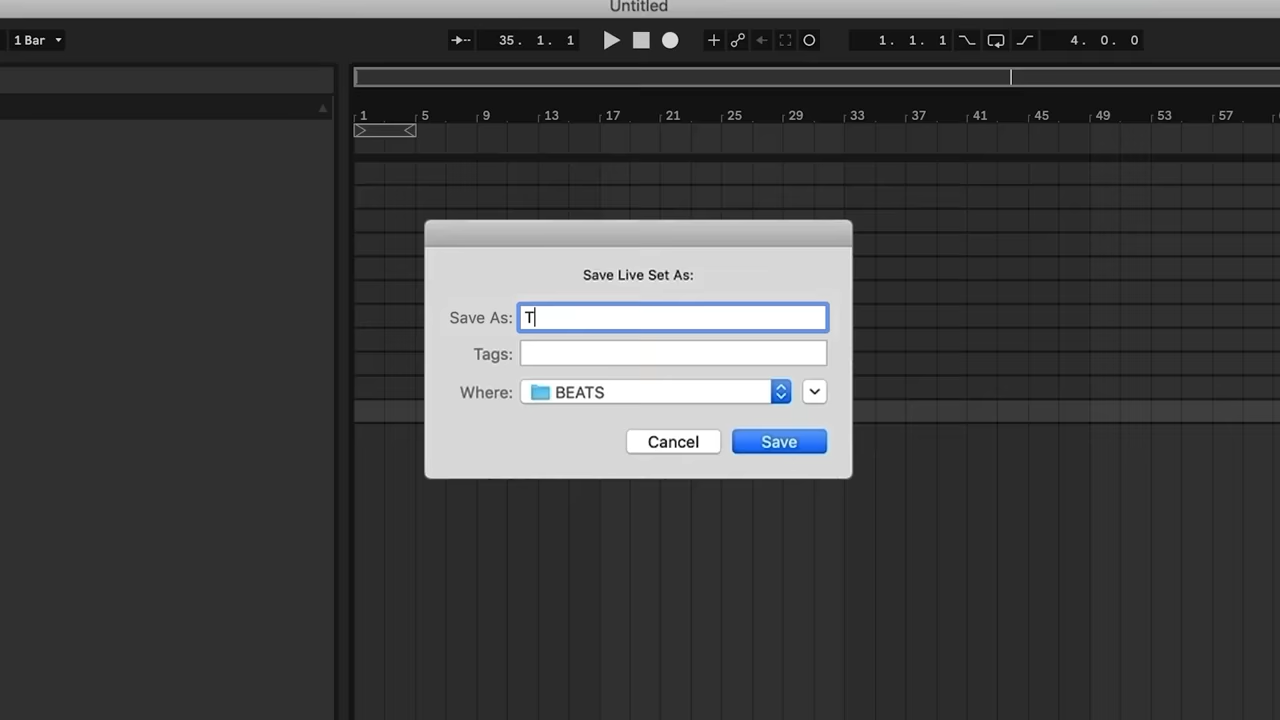 Untitled
1 Bar
35. 1. 1
1. 1. 1
4. 0. 0
1 5 9 13 17 21 25 29 33 37 41 45 49 53 57
Save Live Set As:
Save As: T
Tags:
Where: BEATS
Cancel Save